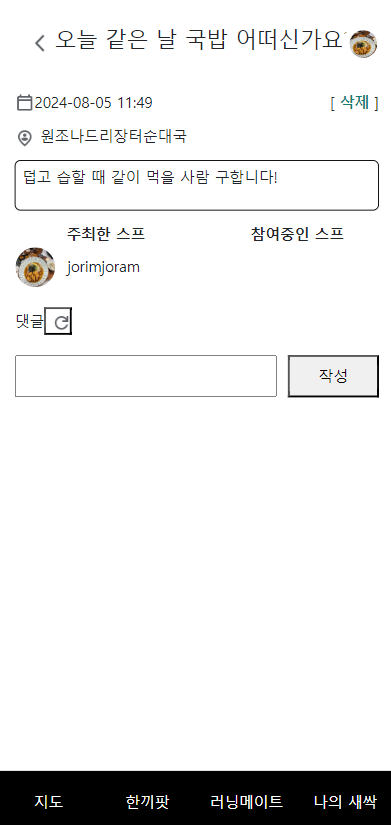 오늘 같은 날 국밥 어떠신가요
2024-08-05 11:49 [ 삭제 ]
원조나드리장터순대국
덥고 습할 때 같이 먹을 사람 구합니다!
주최한 스프 참여중인 스프
jorimjoram
댓글
작성
지도 한끼팟 러닝메이트 나의 새싹